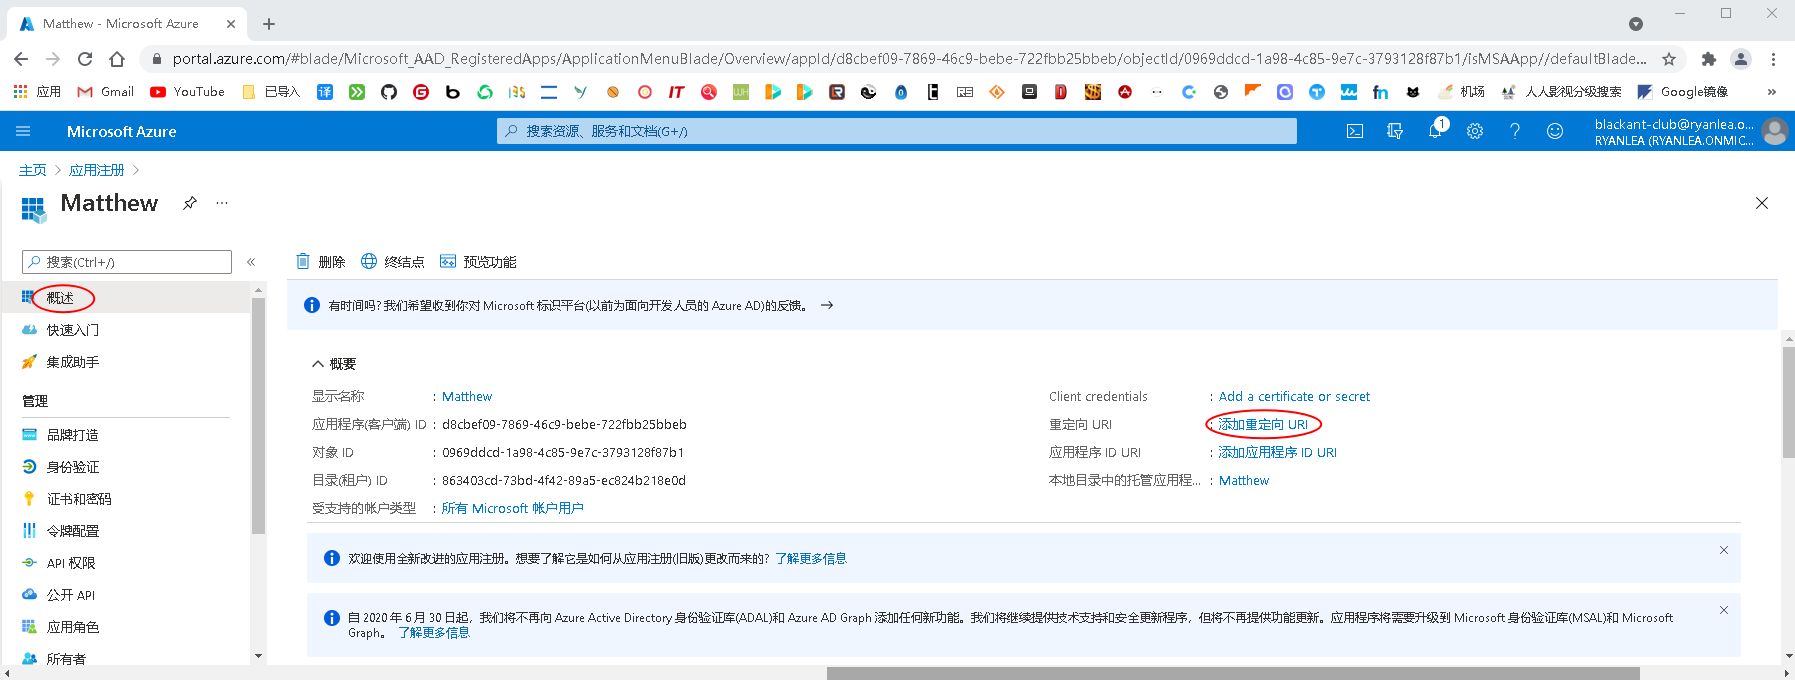 Matthew - Microsoft Azure
portal.azure.com/#blade/Microsoft_AAD_RegisteredApps/ApplicationMenuBlade/Overview/appId/d8cbef09-7869-46c9-bebe-722fbb25bbeb/objectId/0969ddcd-1a98-4c85-9e7c-3793128f87b1/isMSAApp//defaultBlade...
应用 Gmail YouTube 已导入 机场 人人影视分级搜索 Google镜像 »
Microsoft Azure
搜索资源、服务和文档(G+/)
1
blackant-club@ryanlea.o...
RYANLEA (RYANLEA.ONMIC...
主页 > 应用注册 >
Matthew
搜索(Ctrl+/)
«
概述
快速入门
集成助手
管理
品牌打造
身份验证
证书和密码
令牌配置
API 权限
公开 API
应用角色
所有者
删除 终结点 预览功能
有时间吗? 我们希望收到你对 Microsoft 标识平台(以前为面向开发人员的 Azure AD)的反馈。 →
概要
显示名称 : Matthew
应用程序(客户端) ID : d8cbef09-7869-46c9-bebe-722fbb25bbeb
对象 ID : 0969ddcd-1a98-4c85-9e7c-3793128f87b1
目录(租户) ID : 863403cd-73bd-4f42-89a5-ec824b218e0d
受支持的帐户类型 : 所有 Microsoft 帐户用户
Client credentials : Add a certificate or secret
重定向 URI : 添加重定向 URI
应用程序 ID URI : 添加应用程序 ID URI
本地目录中的托管应用程... : Matthew
欢迎使用全新改进的应用注册。想要了解它是如何从应用注册(旧版)更改而来的? 了解更多信息
自 2020 年 6 月 30 日起，我们将不再向 Azure Active Directory 身份验证库(ADAL)和 Azure AD Graph 添加任何新功能。我们将继续提供技术支持和安全更新程序，但将不再提供功能更新。应用程序将需要升级到 Microsoft 身份验证库(MSAL)和 Microsoft
Graph。 了解更多信息